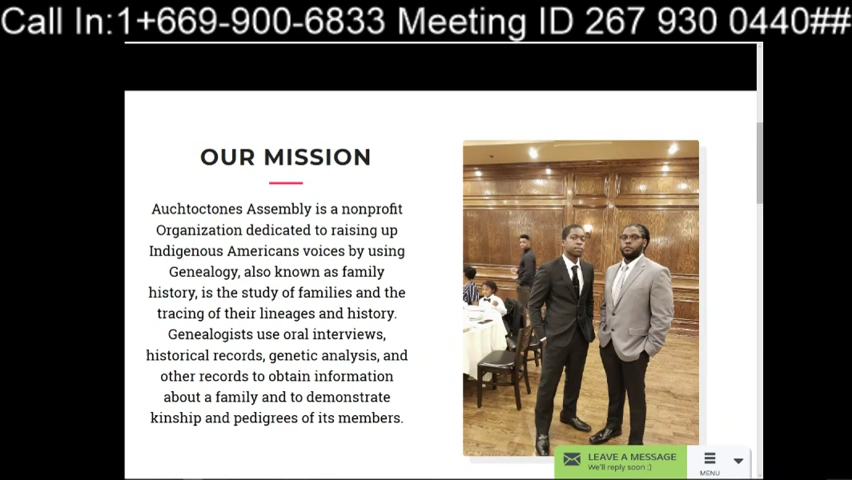 Call In:1+669-900-6833 Meeting ID 267 930 0440##
OUR MISSION
Auchtoctones Assembly is a nonprofit
Organization dedicated to raising up
Indigenous Americans voices by using
Genealogy, also known as family
history, is the study of families and the
tracing of their lineages and history.
Genealogists use oral interviews,
historical records, genetic analysis, and
other records to obtain information
about a family and to demonstrate
kinship and pedigrees of its members.
LEAVE A MESSAGE
We'll reply soon :)
MENU